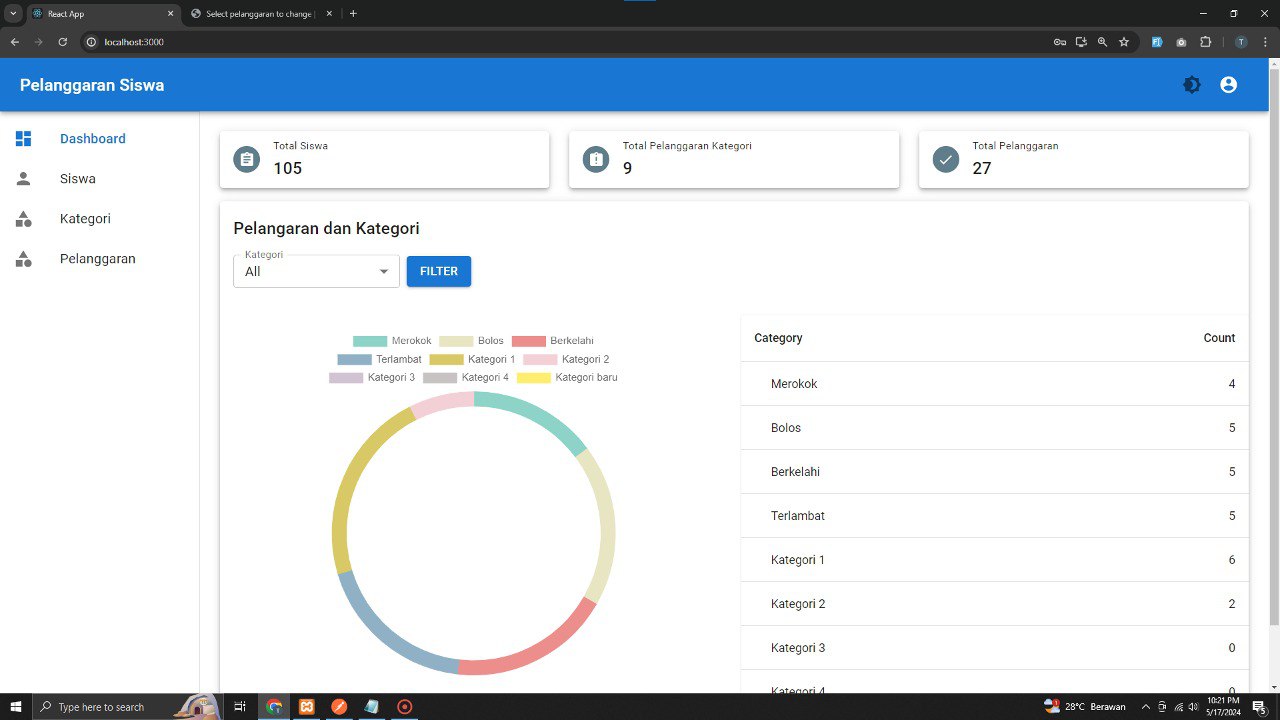 React App
Select pelanggaran to change
localhost:3000
T
Pelanggaran Siswa
Dashboard
Siswa
Kategori
Pelanggaran
Total Siswa
105
Total Pelanggaran Kategori
9
Total Pelanggaran
27
Pelangaran dan Kategori
Kategori
All
FILTER
Merokok Bolos Berkelahi
Terlambat Kategori 1 Kategori 2
Kategori 3 Kategori 4 Kategori baru
Category Count
Merokok 4
Bolos 5
Berkelahi 5
Terlambat 5
Kategori 1 6
Kategori 2 2
Kategori 3 0
Kategori 4 0
Type here to search
29°C Berawan
10:21 PM
5/17/2024